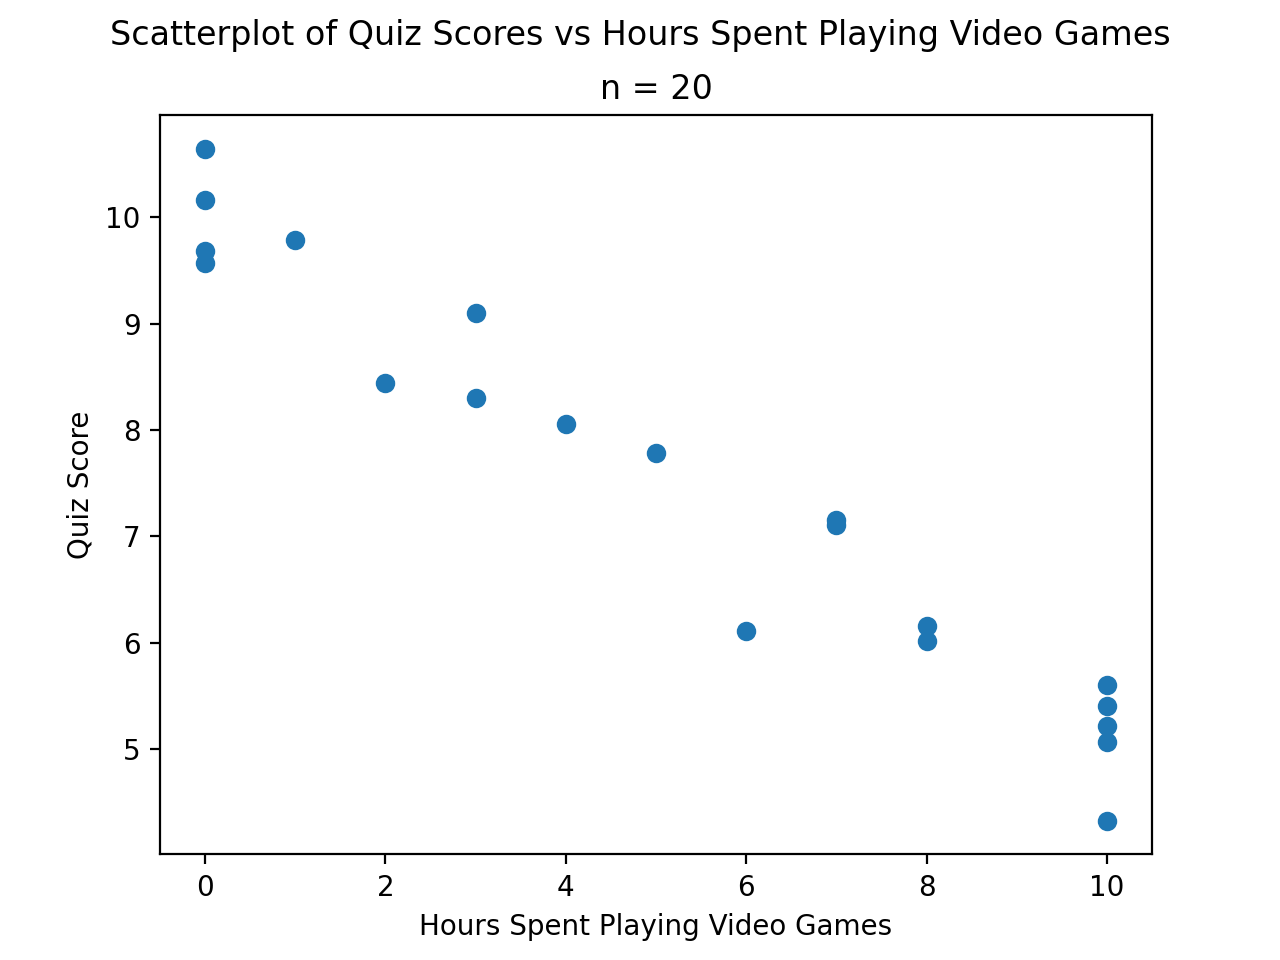 Scatterplot of Quiz Scores vs Hours Spent Playing Video Games
n = 20
Quiz Score
10
9
8
7
6
5
0 2 4 6 8 10
Hours Spent Playing Video Games